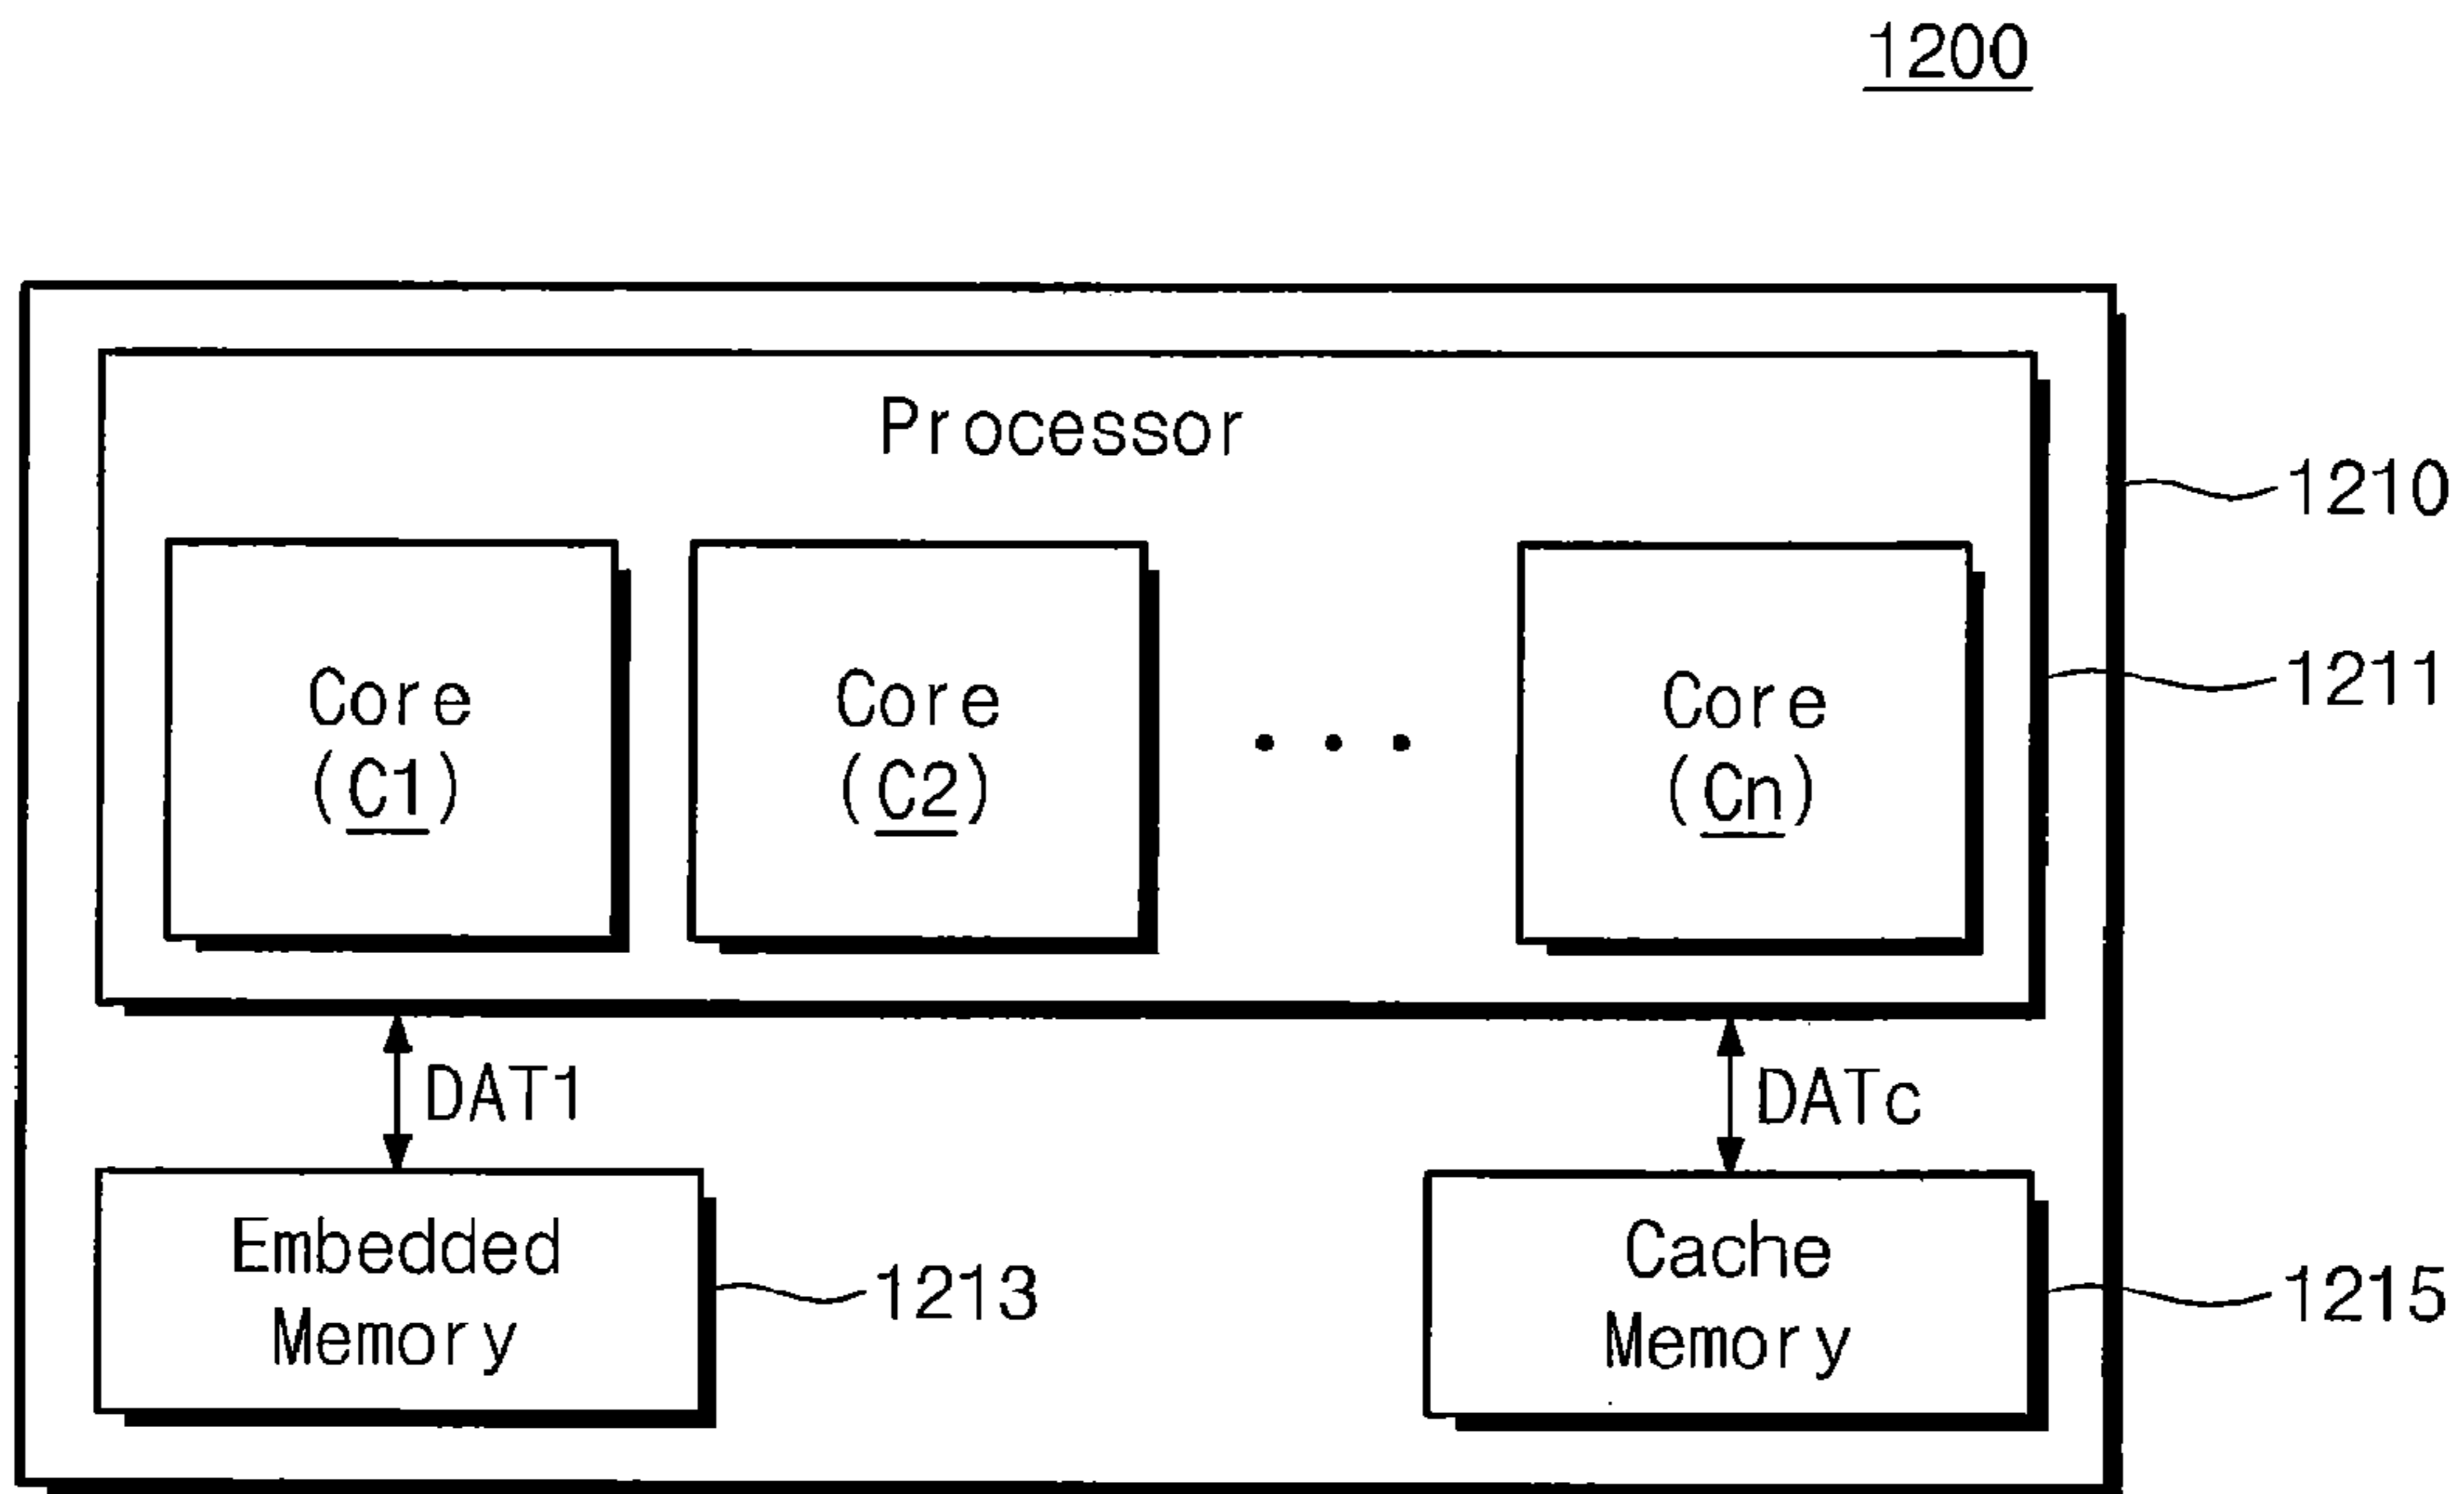 1200
Processor
1210
1211
Core
(C1)
Core
(C2)
• • •
Core
(Cn)
DAT1
DATc
Embedded
Memory
1213
Cache
Memory
1215